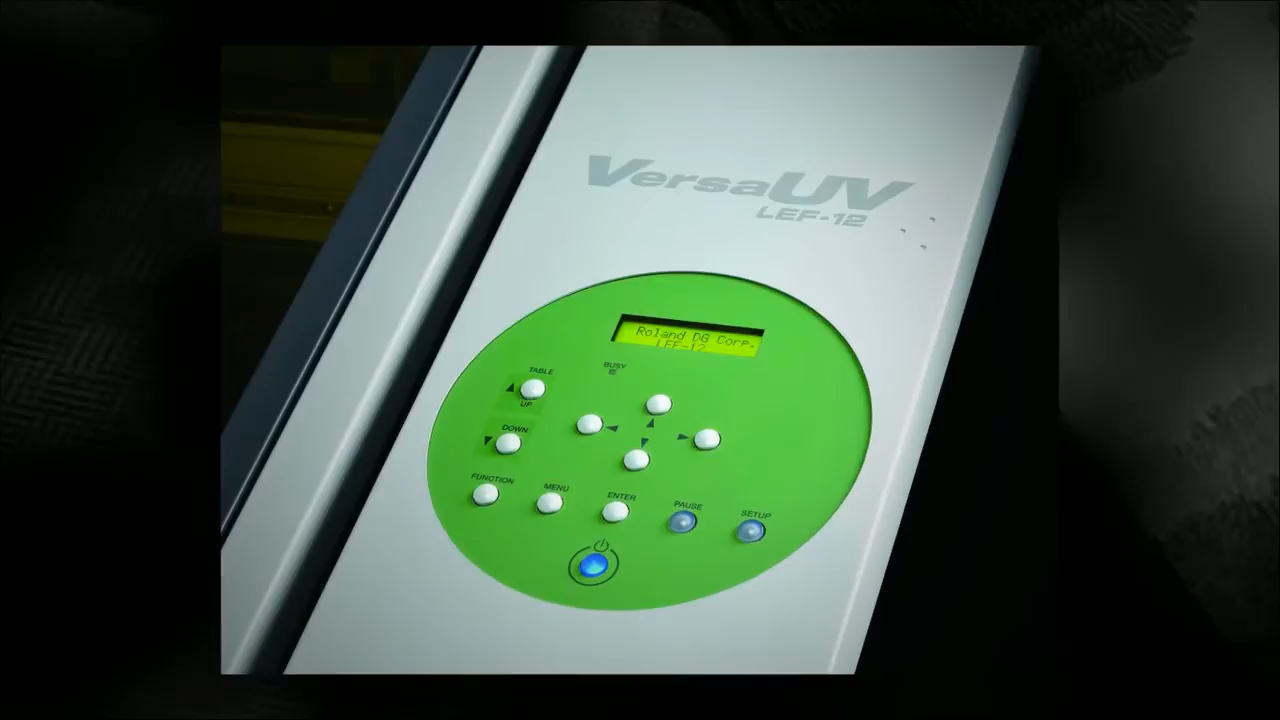 VersaUV
LEF-12
Roland DG Corp.
LEF-12
TABLE
BUSY
UP
DOWN
FUNCTION
MENU
ENTER
PAUSE
SETUP